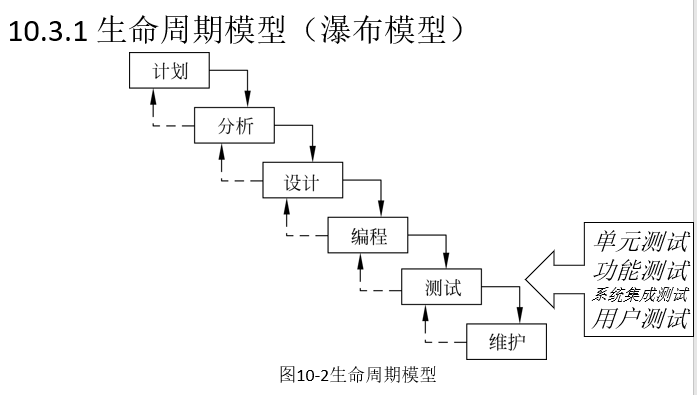 10.3.1 生命周期模型（瀑布模型）
计划
分析
设计
编程
测试
维护
单元测试
功能测试
系统集成测试
用户测试
图10-2生命周期模型